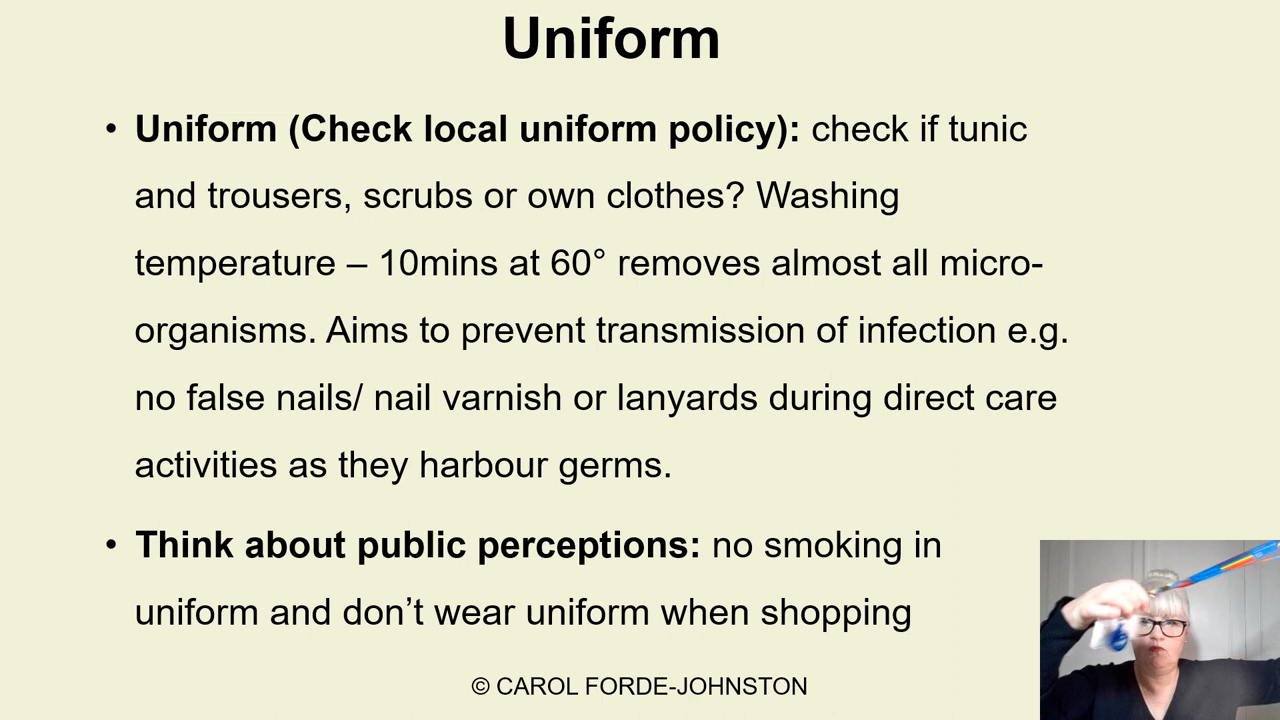 Uniform
• Uniform (Check local uniform policy): check if tunic
and trousers, scrubs or own clothes? Washing
temperature – 10mins at 60° removes almost all micro-
organisms. Aims to prevent transmission of infection e.g.
no false nails/ nail varnish or lanyards during direct care
activities as they harbour germs.
• Think about public perceptions: no smoking in
uniform and don’t wear uniform when shopping
© CAROL FORDE-JOHNSTON